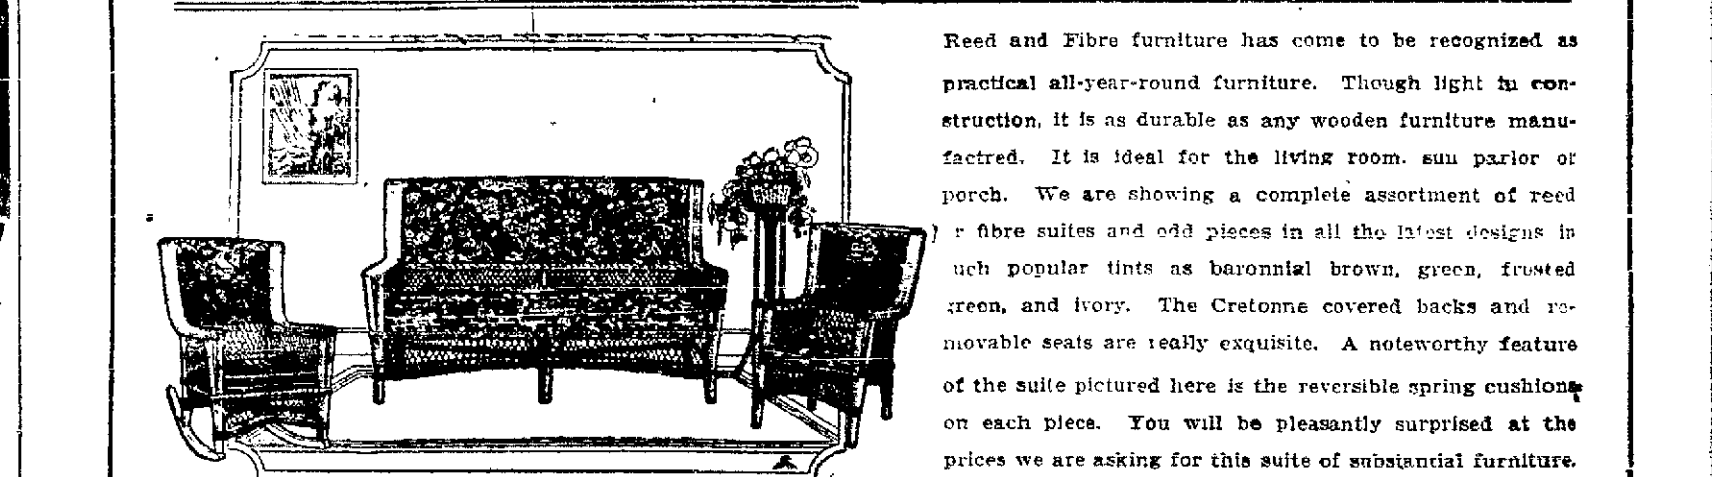 Reed and Fibre furniture has come to be recognized as
practical all-year-round furniture. Though light in con-
struction, it is as durable as any wooden furniture manu-
factred. It is ideal for the living room. sun parlor or
porch. We are showing a complete assortment of reed
r fibre suites and odd pieces in all the latest designs in
uch popular tints as baronnial brown, green, frosted
green, and ivory. The Cretonne covered backs and re-
movable seats are really exquisite. A noteworthy feature
of the suite pictured here is the reversible spring cushions
on each piece. You will be pleasantly surprised at the
prices we are asking for this suite of substantial furniture.